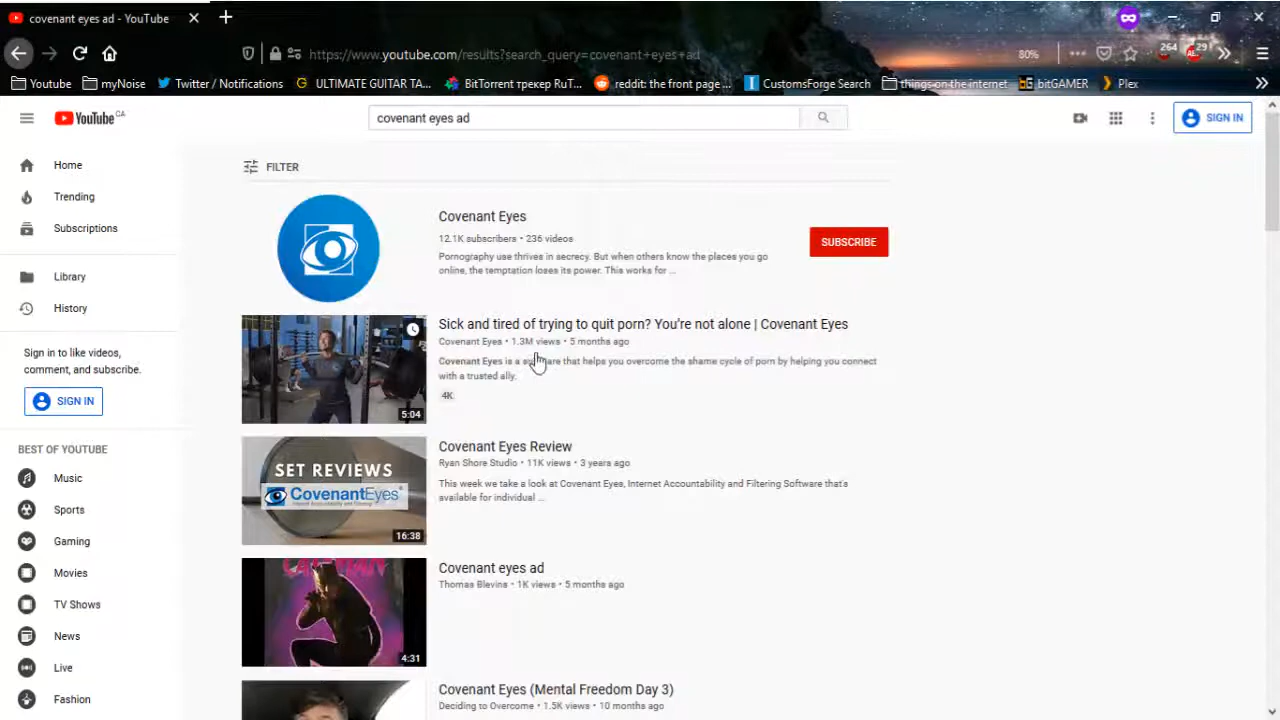 covenant eyes ad - YouTube
https://www.youtube.com/results?search_query=covenant+eyes+ad
80%
264
29
Youtube
myNoise
Twitter / Notifications
G ULTIMATE GUITAR TA...
BitTorrent трекер RuT...
reddit: the front page ...
CustomsForge Search
things on the internet
bG bitGAMER
Plex
YouTube CA
covenant eyes ad
SIGN IN
Home
Trending
Subscriptions
Library
History
Sign in to like videos,
comment, and subscribe.
SIGN IN
BEST OF YOUTUBE
Music
Sports
Gaming
Movies
TV Shows
News
Live
Fashion
FILTER
Covenant Eyes
12.1K subscribers • 236 videos
Pornography use thrives in secrecy. But when others know the places you go
online, the temptation loses its power. This works for ...
SUBSCRIBE
5:04
Sick and tired of trying to quit porn? You're not alone | Covenant Eyes
Covenant Eyes • 1.3M views • 5 months ago
Covenant Eyes is a software that helps you overcome the shame cycle of porn by helping you connect
with a trusted ally.
4K
SET REVIEWS
CovenantEyes
16:38
Covenant Eyes Review
Ryan Shore Studio • 11K views • 3 years ago
This week we take a look at Covenant Eyes, Internet Accountability and Filtering Software that's
available for individual ...
4:31
Covenant eyes ad
Thomas Blevins • 1K views • 5 months ago
Covenant Eyes (Mental Freedom Day 3)
Deciding to Overcome • 1.5K views • 10 months ago